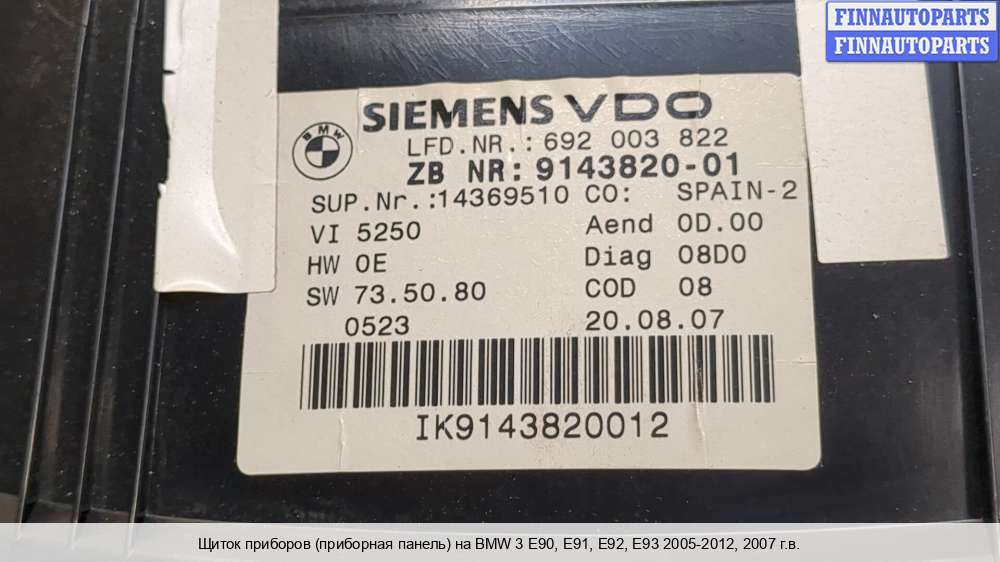 FINNAUTOPARTS
FINNAUTOPARTS
SIEMENS VDO
BMW
LFD.NR.:692 003 822
ZB NR:9143820-01
SUP.Nr.:14369510 CO: SPAIN-2
VI 5250 Aend 0D.00
HW 0E Diag 08D0
SW 73.50.80 COD 08
0523 20.08.07
IK9143820012
Щиток приборов (приборная панель) на BMW 3 E90, E91, E92, E93 2005-2012, 2007 г.в.